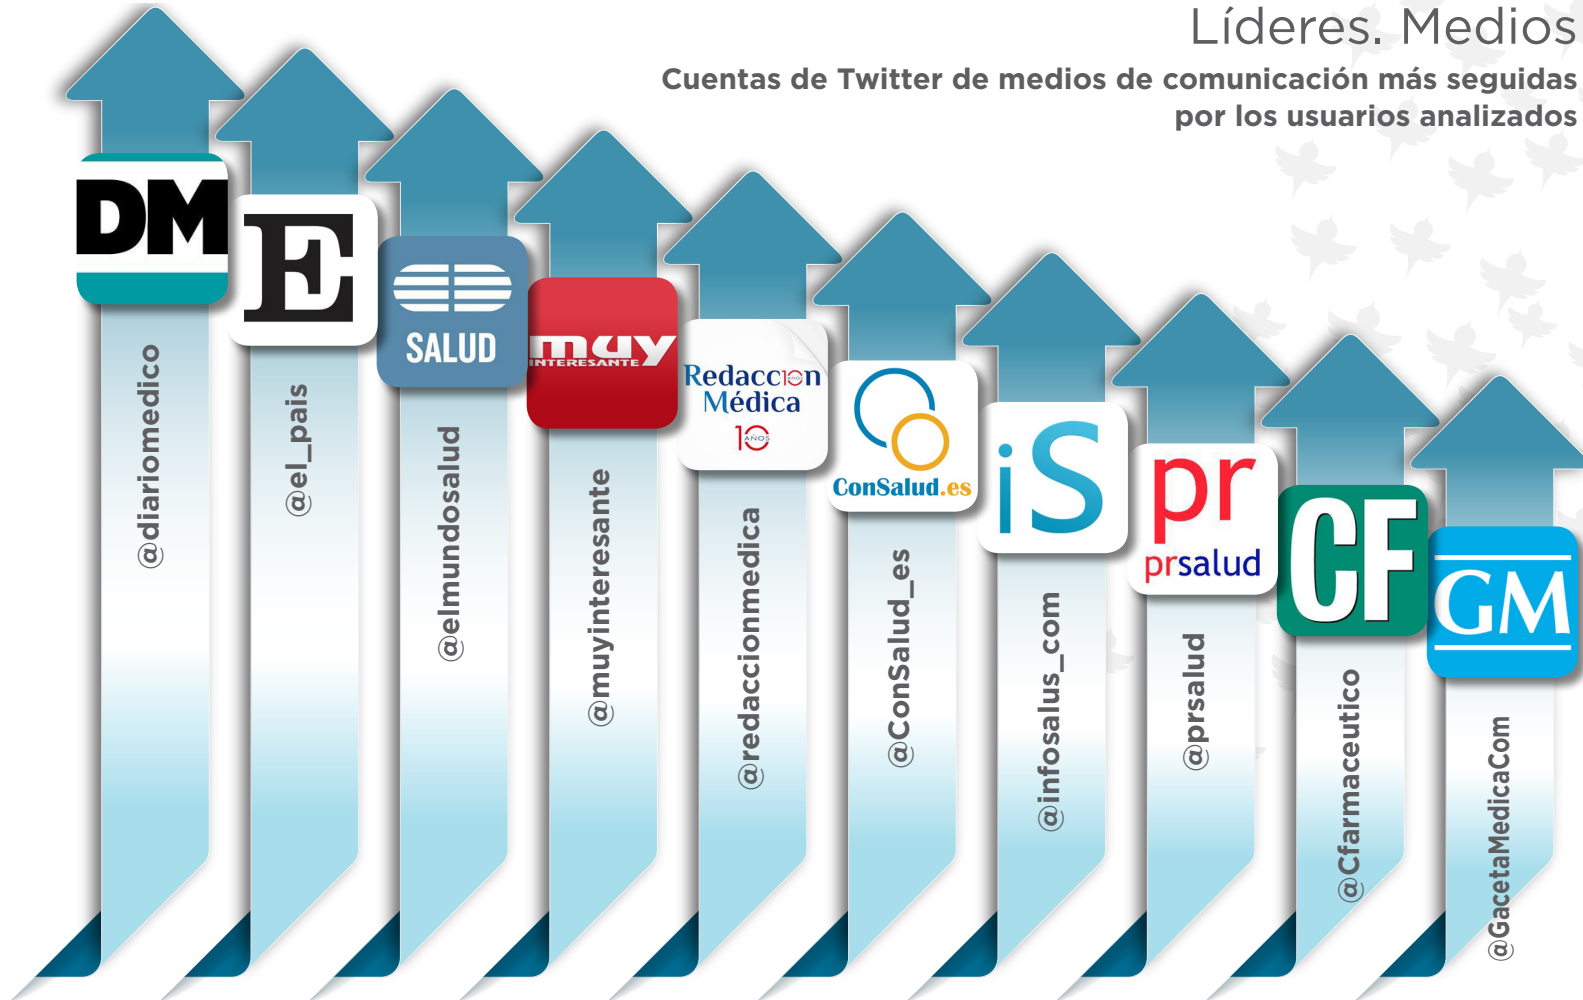 Líderes. Medios
Cuentas de Twitter de medios de comunicación más seguidas
por los usuarios analizados
DM
@diariomedico
E
@el_pais
SALUD
@elmundosalud
muy
INTERESANTE
@muyinteresante
Redacc10n
AÑOS
Médica
10
AÑOS
@redaccionmedica
ConSalud.es
@ConSalud_es
iS
@infosalus_com
pr
prsalud
@prsalud
CF
@Cfarmaceutico
GM
@GacetaMedicaCom